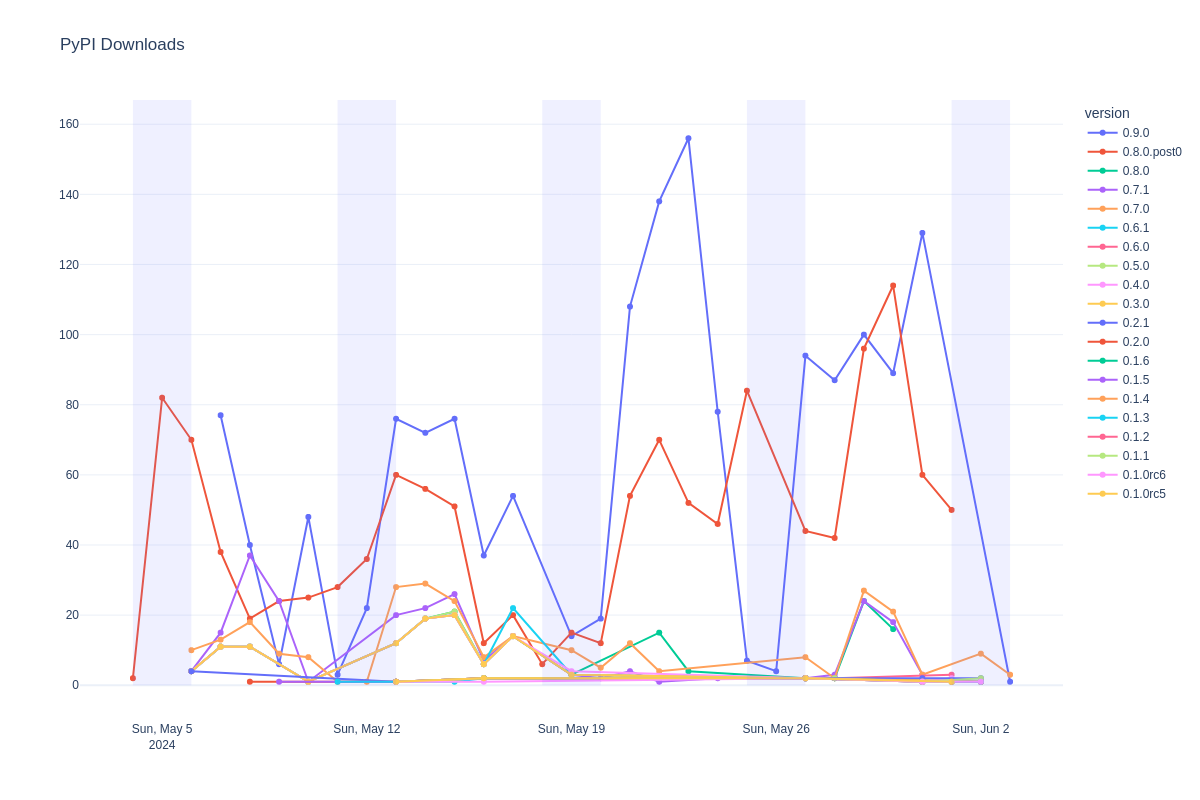 PyPI Downloads
160
140
120
100
80
60
40
20
0
Sun, May 5
2024
Sun, May 12
Sun, May 19
Sun, May 26
Sun, Jun 2
version
0.9.0
0.8.0.post0
0.8.0
0.7.1
0.7.0
0.6.1
0.6.0
0.5.0
0.4.0
0.3.0
0.2.1
0.2.0
0.1.6
0.1.5
0.1.4
0.1.3
0.1.2
0.1.1
0.1.0rc6
0.1.0rc5